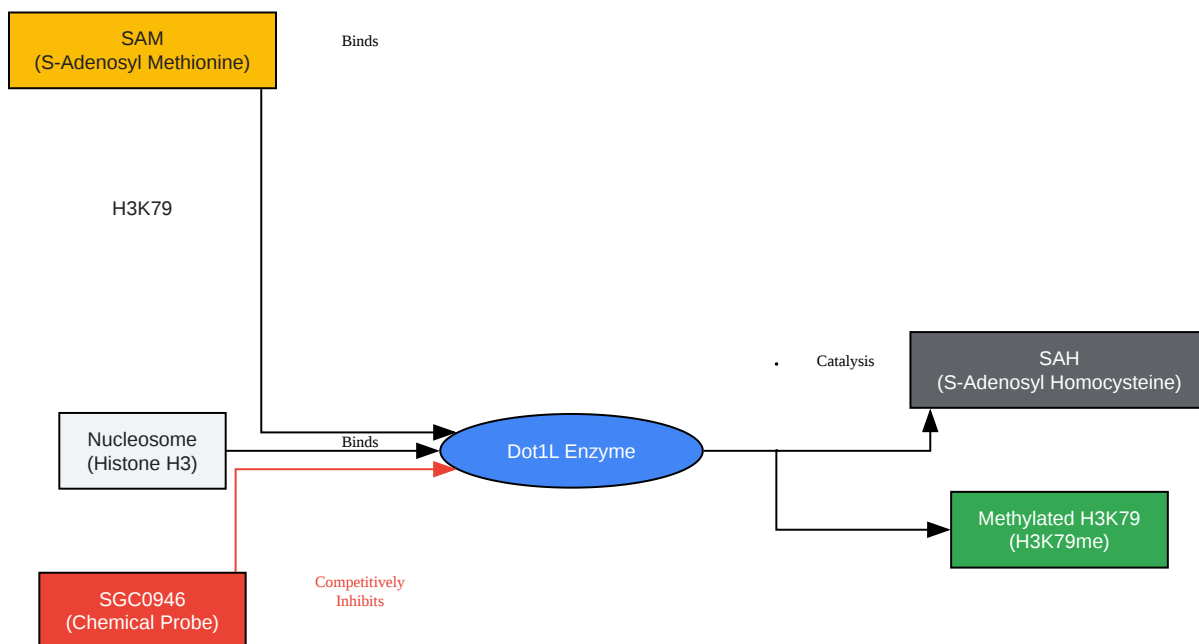 SAM
(S-Adenosyl Methionine)
Binds
H3K79
Catalysis
SAH
(S-Adenosyl Homocysteine)
Nucleosome
(Histone H3)
Binds
Dot1L Enzyme
Methylated H3K79
(H3K79me)
Competitively
Inhibits
SGC0946
(Chemical Probe)